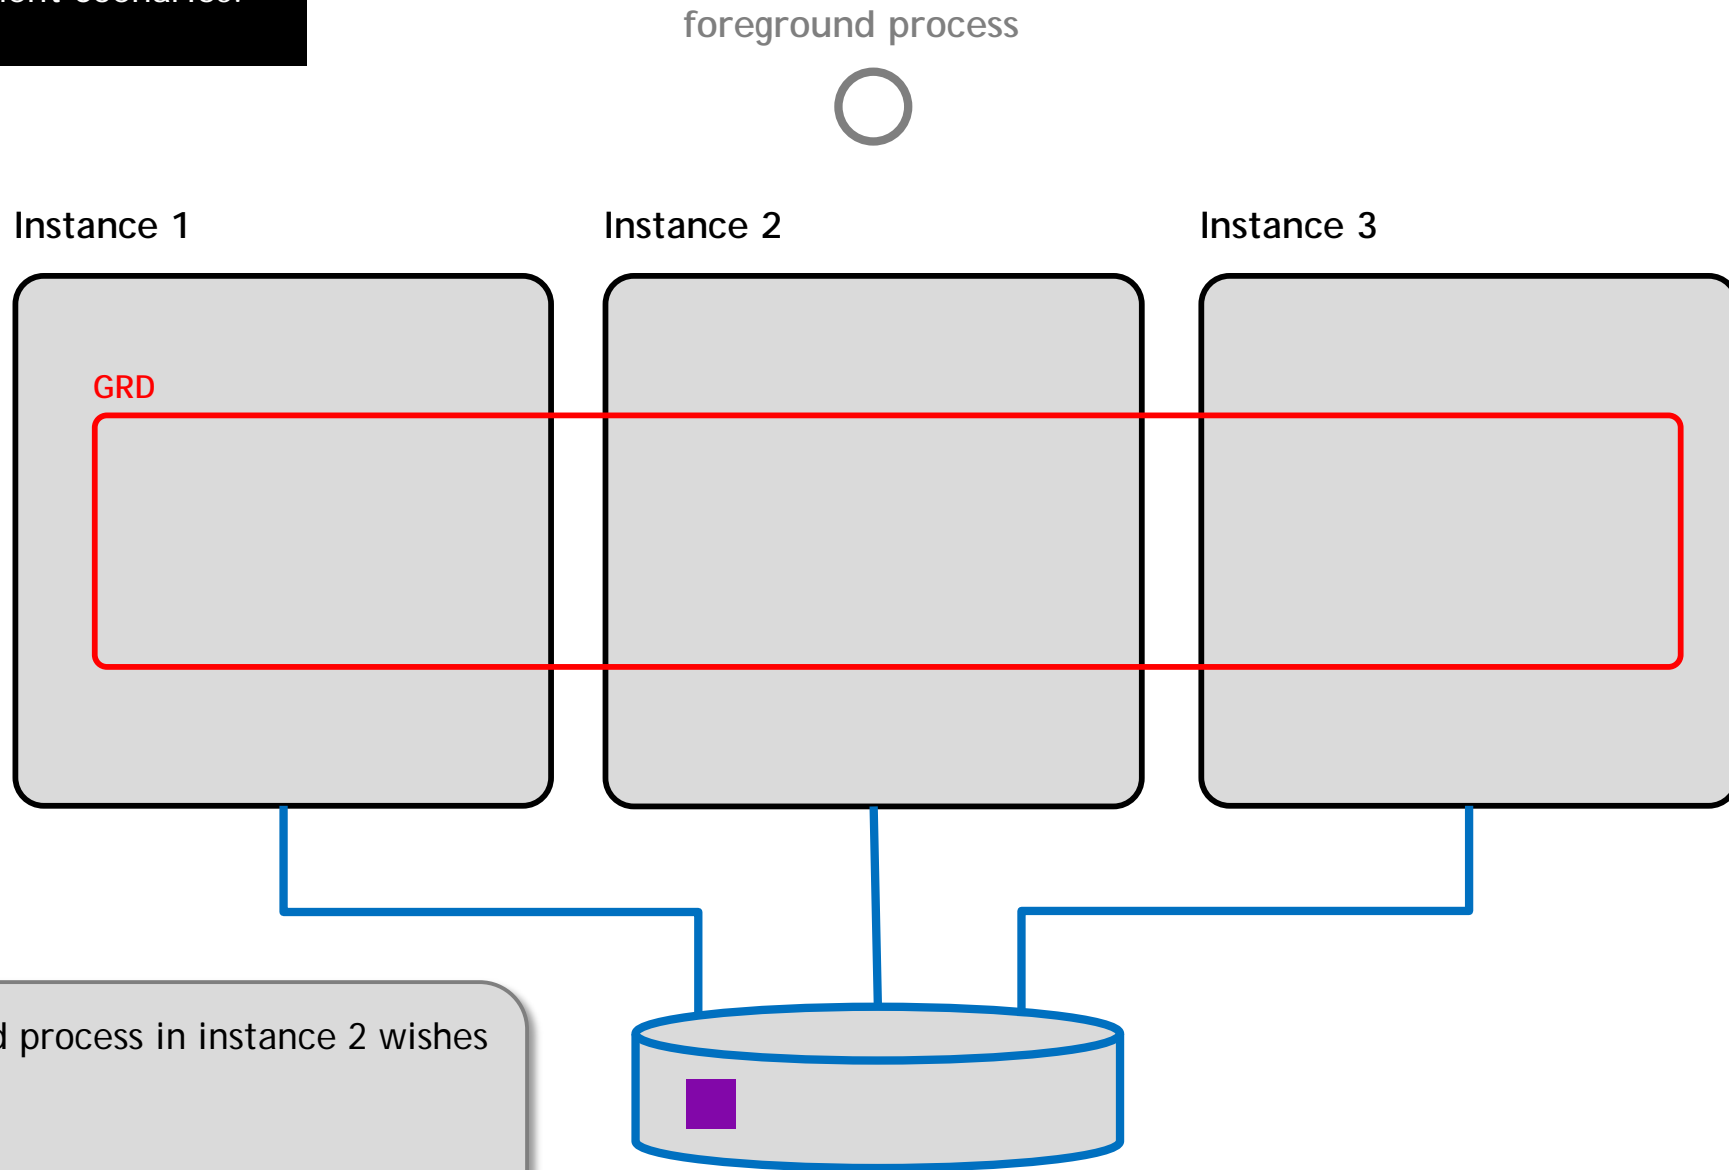 foreground process
Instance 1
Instance 2
Instance 3
GRD
process in instance 2 wishes